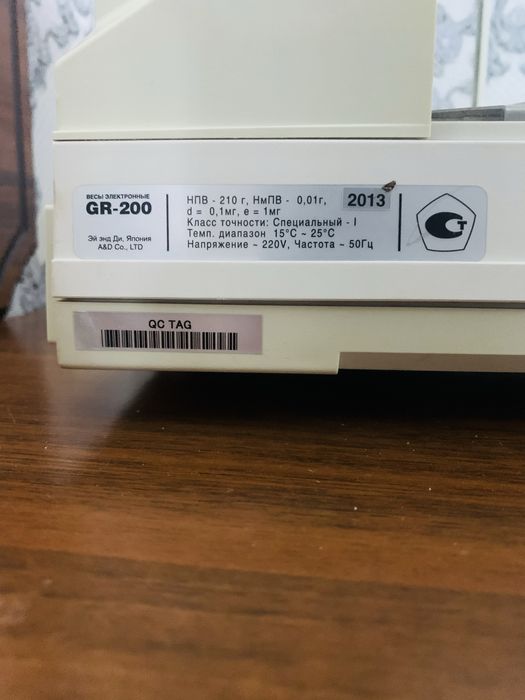 ВЕСЫ ЭЛЕКТРОННЫЕ
GR-200
Эй энд Ди, Япония
A&D Co., LTD
НПВ - 210 г, НмПВ - 0,01г,
d = 0,1мг, e = 1мг
Класс точности: Специальный - I
Темп. диапазон 15°C ~ 25°C
Напряжение ~ 220V, Частота ~ 50Гц
2013
QC TAG